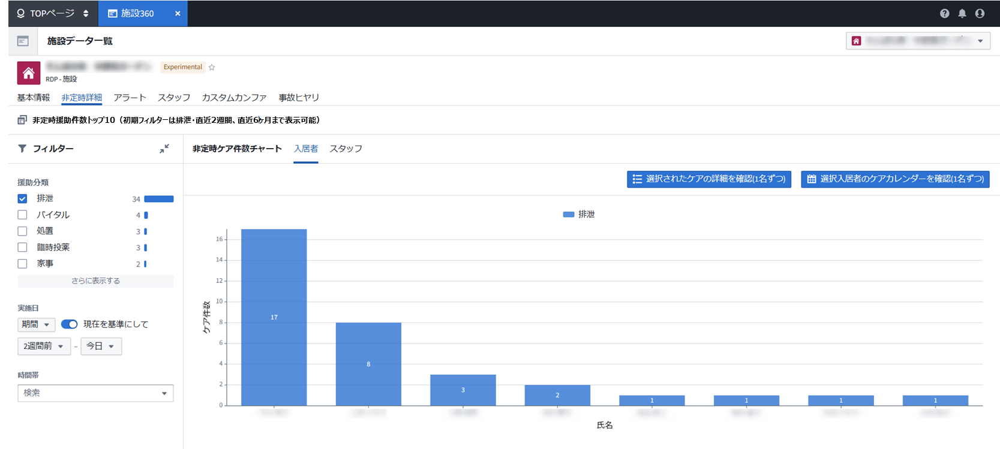 TOPページ
施設360
施設データ一覧
Experimental
RDP - 施設
基本情報 非定時詳細 アラート スタッフ カスタムカンファ 事故ヒヤリ
非定時援助件数トップ10（初期フィルターは排泄・直近2週間、直近6ヶ月まで表示可能）
フィルター
援助分類
排泄 34
バイタル 4
処置 3
臨時投薬 3
家事 2
さらに表示する
実施日
期間 現在を基準にして
2週間前 – 今日
時間帯
検索
非定時ケア件数チャート 入居者 スタッフ
選択されたケアの詳細を確認(1名ずつ) 選択入居者のケアカレンダーを確認(1名ずつ)
排泄
ケア件数
16
14
12
10
8
6
4
2
0
17
8
3
2
1
1
1
1
氏名